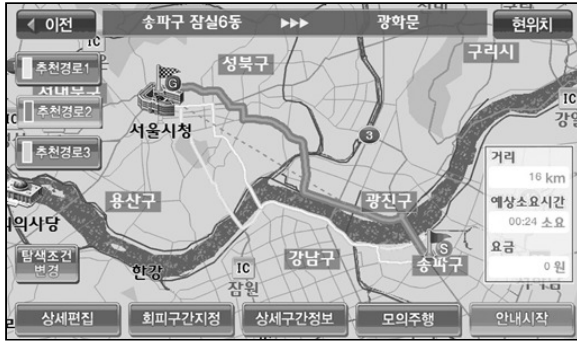 이전
송파구 잠실6동 ▶▶▶ 광화문
현위치
IC
추천경로1
성북구
구리시
서대문구
추천경로2
IC
서울시청
G
추천경로3
3
거리
16 km
예상소요시간
00:24 소요
요금
0 원
용산구
광진구
의사당
S
탐색조건
변경
한강
IC
잠원
강남구
송파구
상세편집
회피구간지정
상세구간정보
모의주행
안내시작